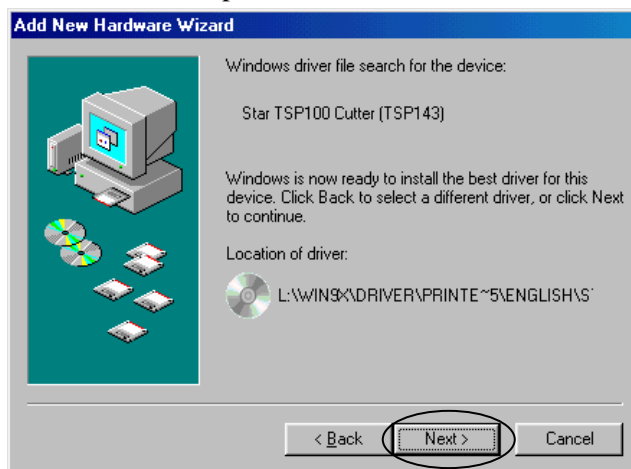 Add New Hardware Wizard
Windows driver file search for the device:
Star TSP100 Cutter (TSP143)
Windows is now ready to install the best driver for this
device. Click Back to select a different driver, or click Next
to continue.
Location of driver:
L:\WIN9X\DRIVER\PRINTE~5\ENGLISH\S
< Back
Next >
Cancel